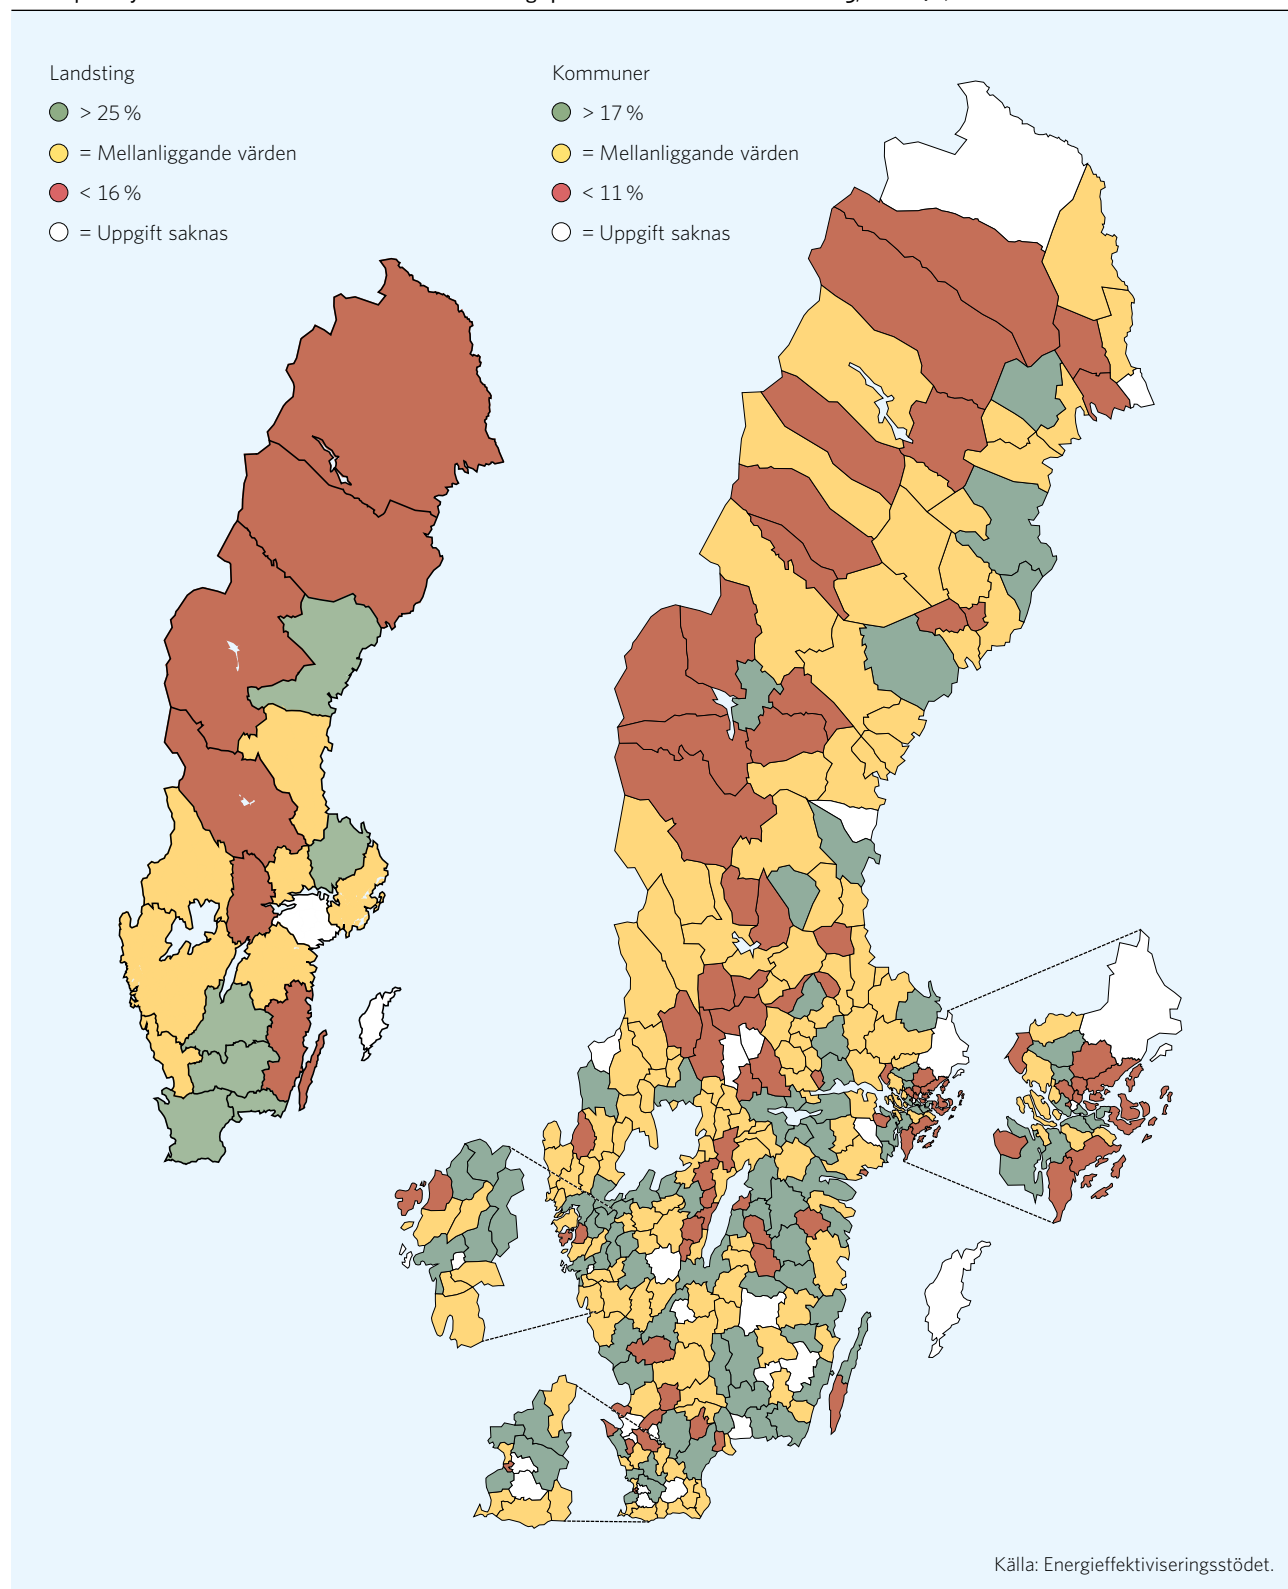 Landsting
> 25 %
= Mellanliggande värden
< 16 %
= Uppgift saknas
Kommuner
> 17 %
= Mellanliggande värden
< 11 %
= Uppgift saknas
Källa: Energieffektiviseringsstödet.